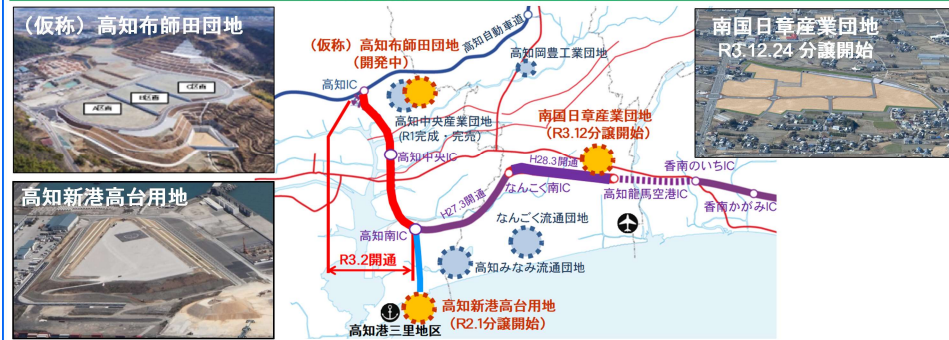 （仮称）高知布師田団地
A区画
B区画
C区画
高知新港高台用地
（仮称）高知布師田団地
（開発中）
高知自動車道
高知岡豊工業団地
高知IC
高知中央産業団地
（R1完成・完売）
高知中央IC
南国日章産業団地
（R3.12分譲開始）
H28.3開通
香南のいちIC
なんこく南IC
高知龍馬空港IC
香南かがみIC
H27.3開通
高知南IC
なんごく流通団地
R3.2開通
高知みなみ流通団地
高知新港高台用地
（R2.1分譲開始）
高知港三里地区
南国日章産業団地
R3.12.24 分譲開始